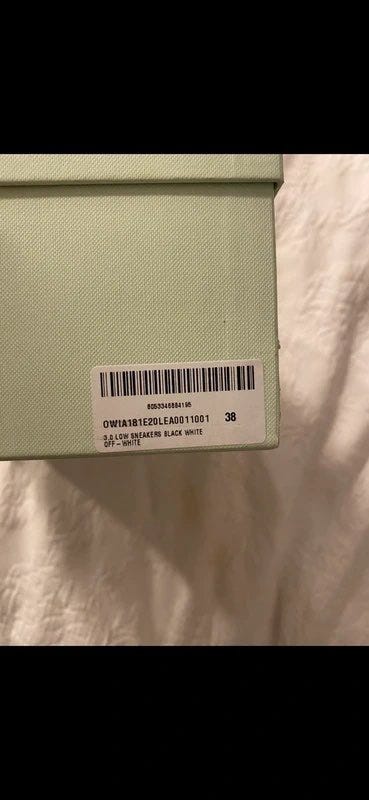 8053346884195
OWIA181E20LEA0011001 38
3.0 LOW SNEAKERS BLACK WHITE
OFF-WHITE